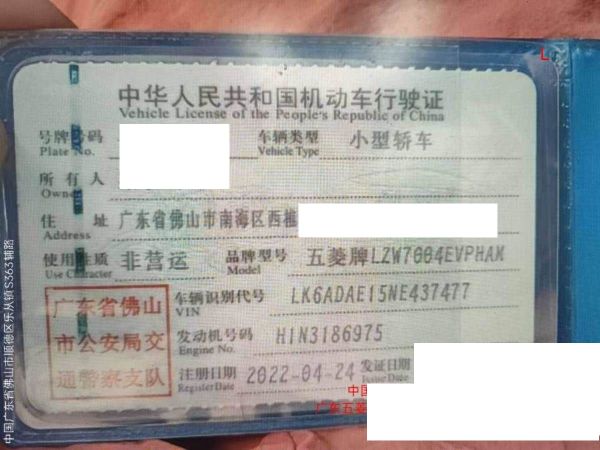 中华人民共和国机动车行驶证
Vehicle License of the People's Republic of China
号牌号码
Plate No.
车辆类型 小型轿车
Vehicle Type
所有人
Owner
住址 广东省佛山市南海区西樵
Address
使用性质 非营运
Use Character
品牌型号 五菱牌LZW7004EVPHAK
Model
车辆识别代号 LK6ADAE15NE437477
VIN
发动机号码 HIN3186975
Engine No.
注册日期 2022-04-24
Register Date
发证日期
Issue Date
广东省佛山
市公安局交
通警察支队
中国
广东五菱
中国广东省佛山市顺德区乐从镇S363辅路